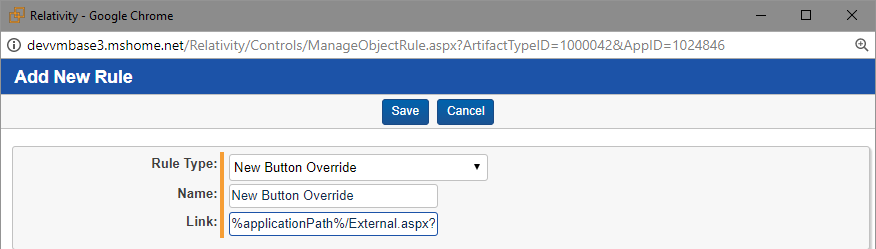 Relativity - Google Chrome
devvmbase3.mshome.net/Relativity/Controls/ManageObjectRule.aspx?ArtifactTypeID=1000042&AppID=1024846
Add New Rule
Save Cancel
Rule Type: New Button Override
Name: New Button Override
Link: %applicationPath%/External.aspx?